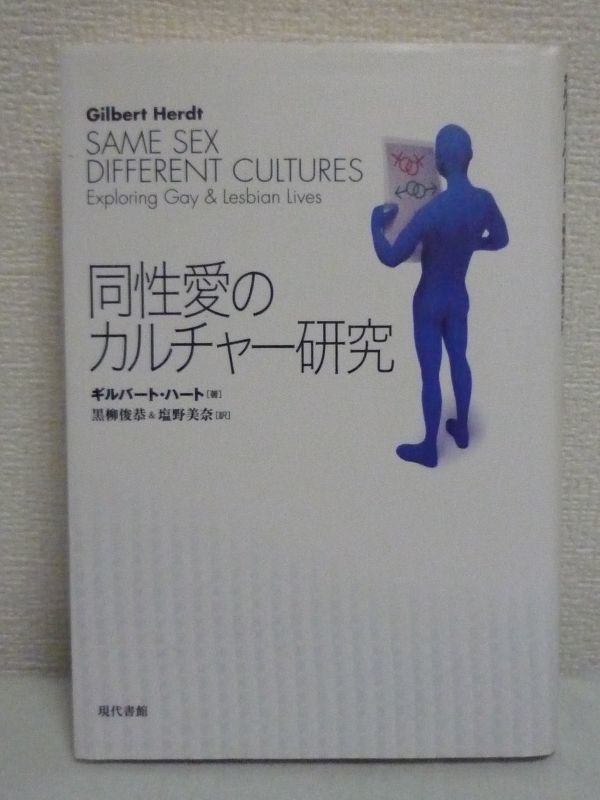 Gilbert Herdt
SAME SEX
DIFFERENT CULTURES
Exploring Gay & Lesbian Lives
同性愛の
カルチャー研究
ギルバート・ハート[著]
黒柳俊恭&塩野美奈[訳]
現代書館